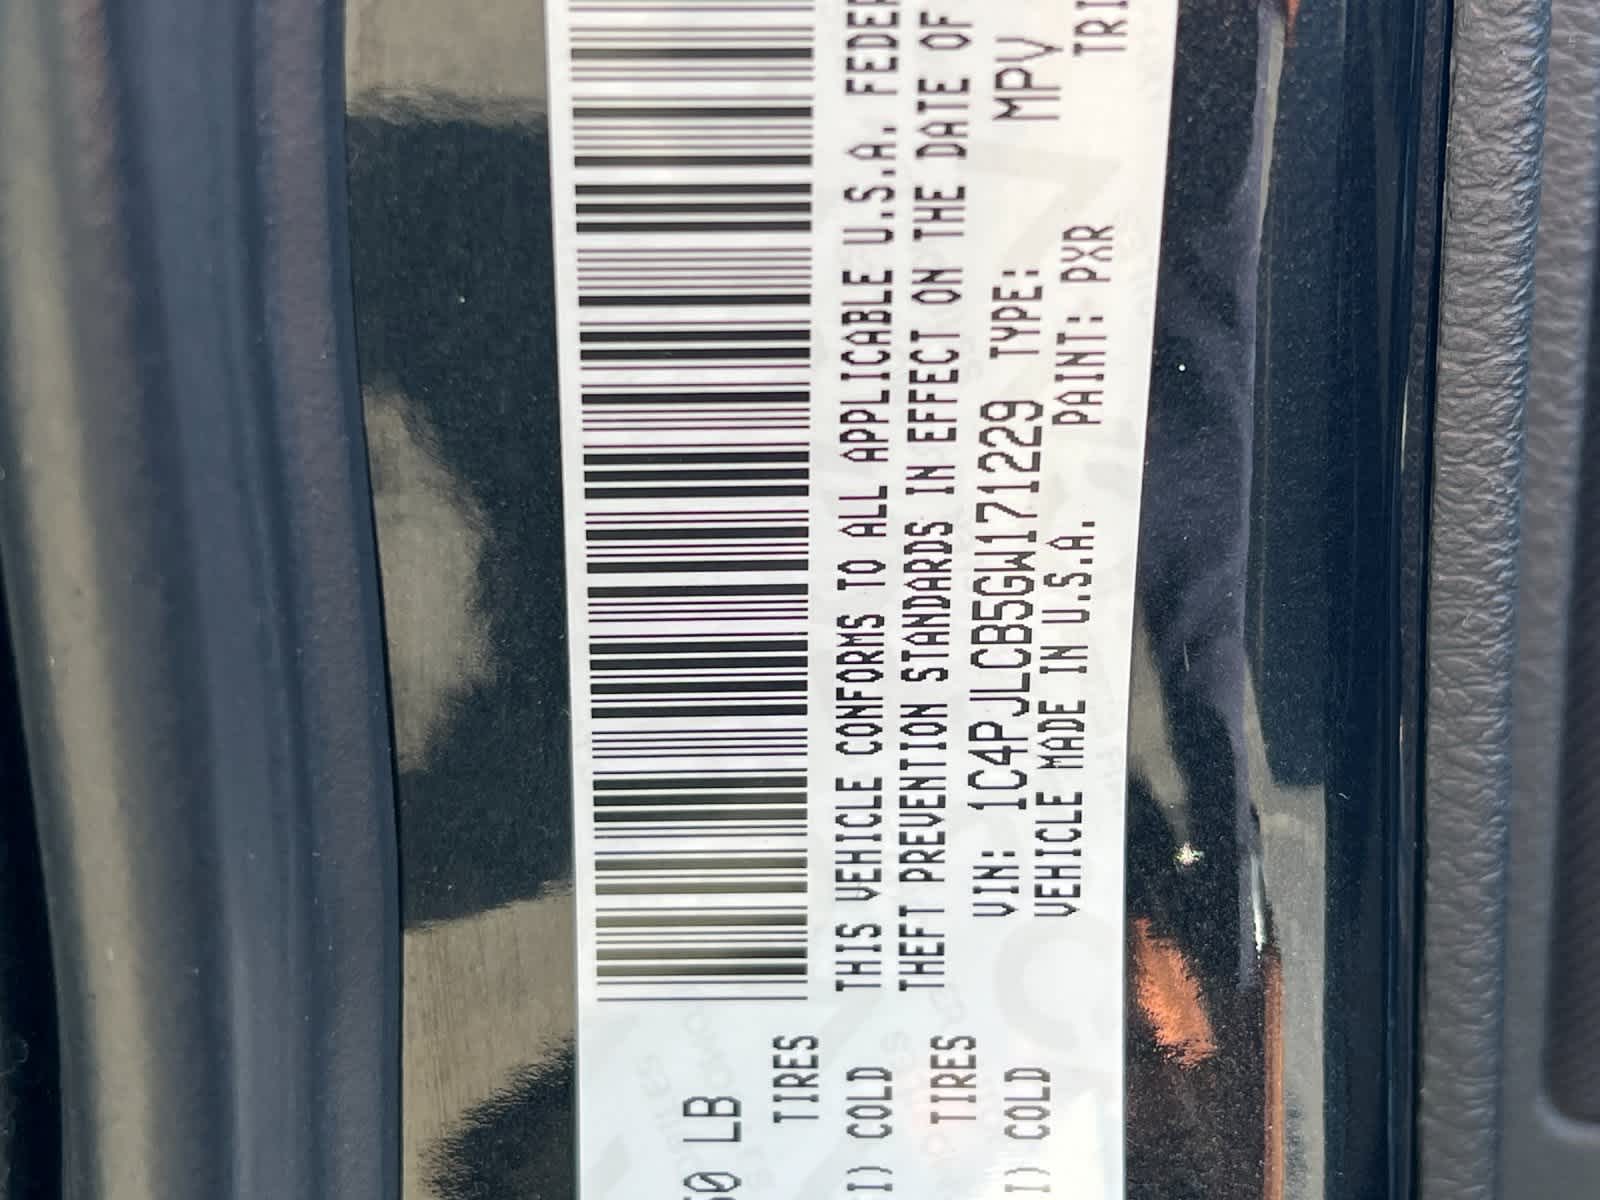 50 LB
TIRES
I) COLD
TIRES
I) COLD
THIS VEHICLE CONFORMS TO ALL APPLICABLE U.S.A. FEDER
THEFT PREVENTION STANDARDS IN EFFECT ON THE DATE OF
VIN: 1C4PJLCB5GW171229 TYPE: MPV
VEHICLE MADE IN U.S.A. PAINT: PXR TRI